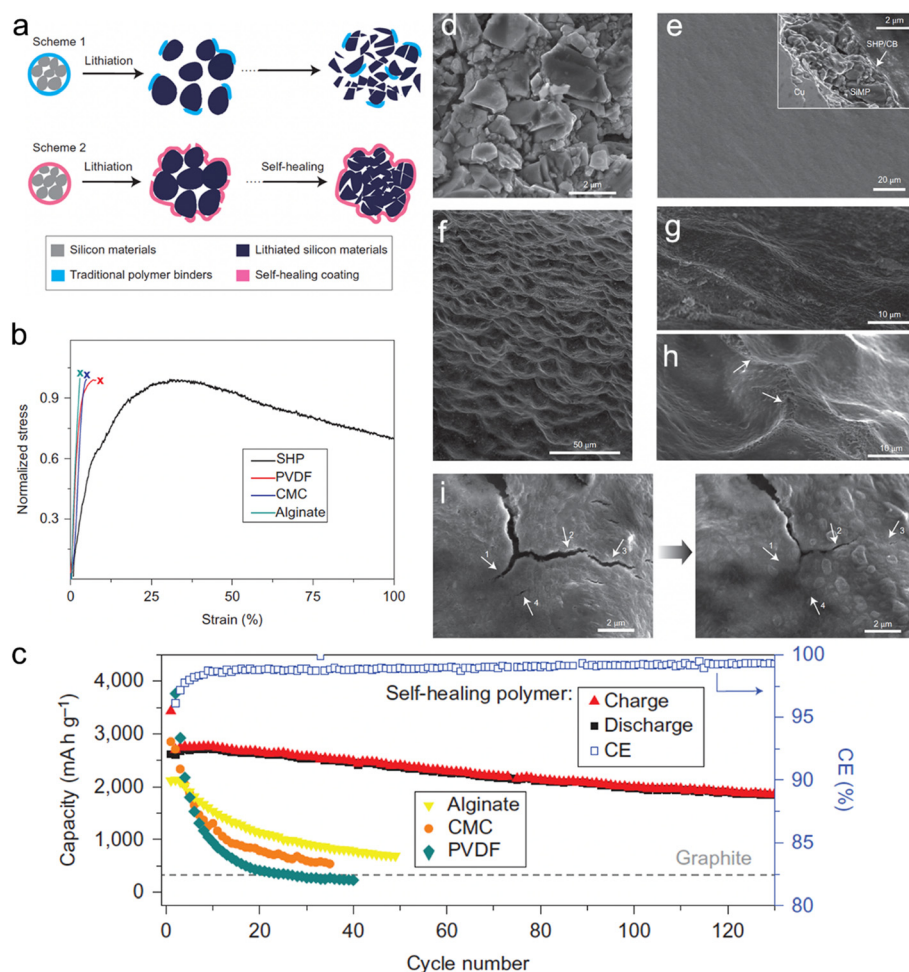 a
Scheme 1
Lithiation
Scheme 2
Lithiation
Self-healing
Silicon materials
Lithiated silicon materials
Traditional polymer binders
Self-healing coating
b
Normalized stress
0.9
0.6
0.3
x x x
SHP
PVDF
CMC
Alginate
0 25 50 75 100
Strain (%)
d
2 μm
e
2 μm
SHP/CB
Cu
SiMP
20 μm
f
50 μm
g
10 μm
h
10 μm
i
1
2
3
4
2 μm
1
2
3
4
2 μm
c
Capacity (mA h g⁻¹)
4,000
3,000
2,000
1,000
0
Self-healing polymer:
Charge
Discharge
CE
Alginate
CMC
PVDF
Graphite
100
95
90
85
80
CE (%)
0 20 40 60 80 100 120
Cycle number